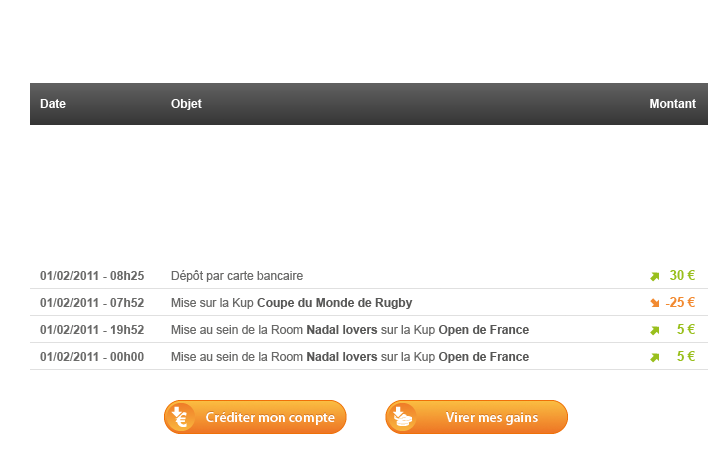 Date Objet Montant
01/02/2011 - 08h25 Dépôt par carte bancaire 30 €
01/02/2011 - 07h52 Mise sur la Kup Coupe du Monde de Rugby -25 €
01/02/2011 - 19h52 Mise au sein de la Room Nadal lovers sur la Kup Open de France 5 €
01/02/2011 - 00h00 Mise au sein de la Room Nadal lovers sur la Kup Open de France 5 €
Créditer mon compte Virer mes gains